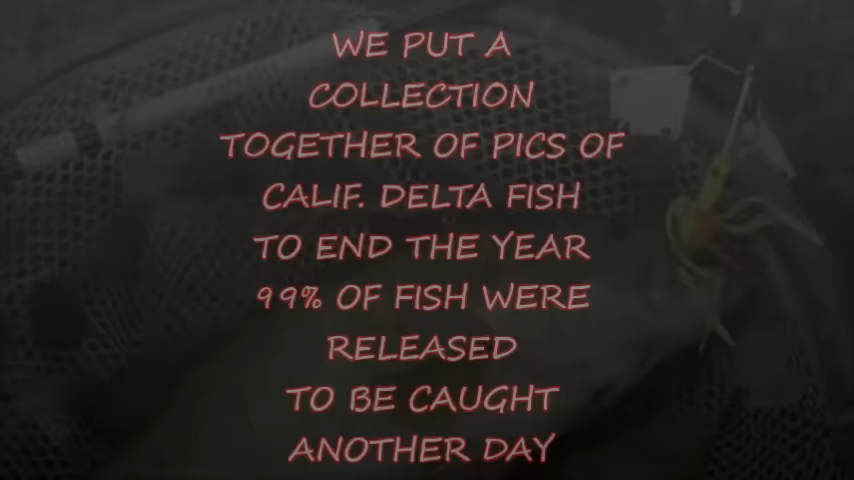 WE PUT A
COLLECTION
TOGETHER OF PICS OF
CALIF. DELTA FISH
TO END THE YEAR
99% OF FISH WERE
RELEASED
TO BE CAUGHT
ANOTHER DAY